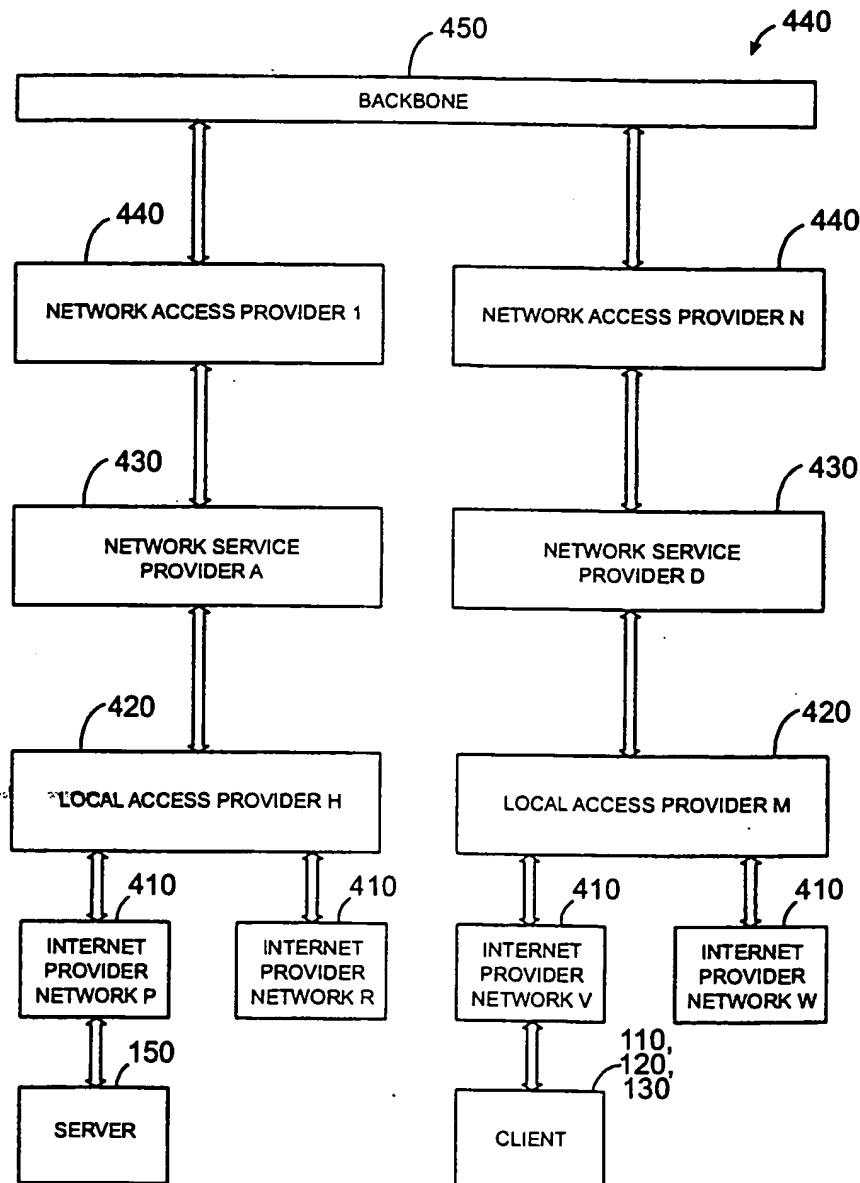 450
440
BACKBONE
440
440
NETWORK ACCESS PROVIDER 1
NETWORK ACCESS PROVIDER N
430
430
NETWORK SERVICE
PROVIDER A
NETWORK SERVICE
PROVIDER D
420
420
LOCAL ACCESS PROVIDER H
LOCAL ACCESS PROVIDER M
410
410
410
410
INTERNET
PROVIDER
NETWORK P
INTERNET
PROVIDER
NETWORK R
INTERNET
PROVIDER
NETWORK V
INTERNET
PROVIDER
NETWORK W
150
110,
120,
130
SERVER
CLIENT